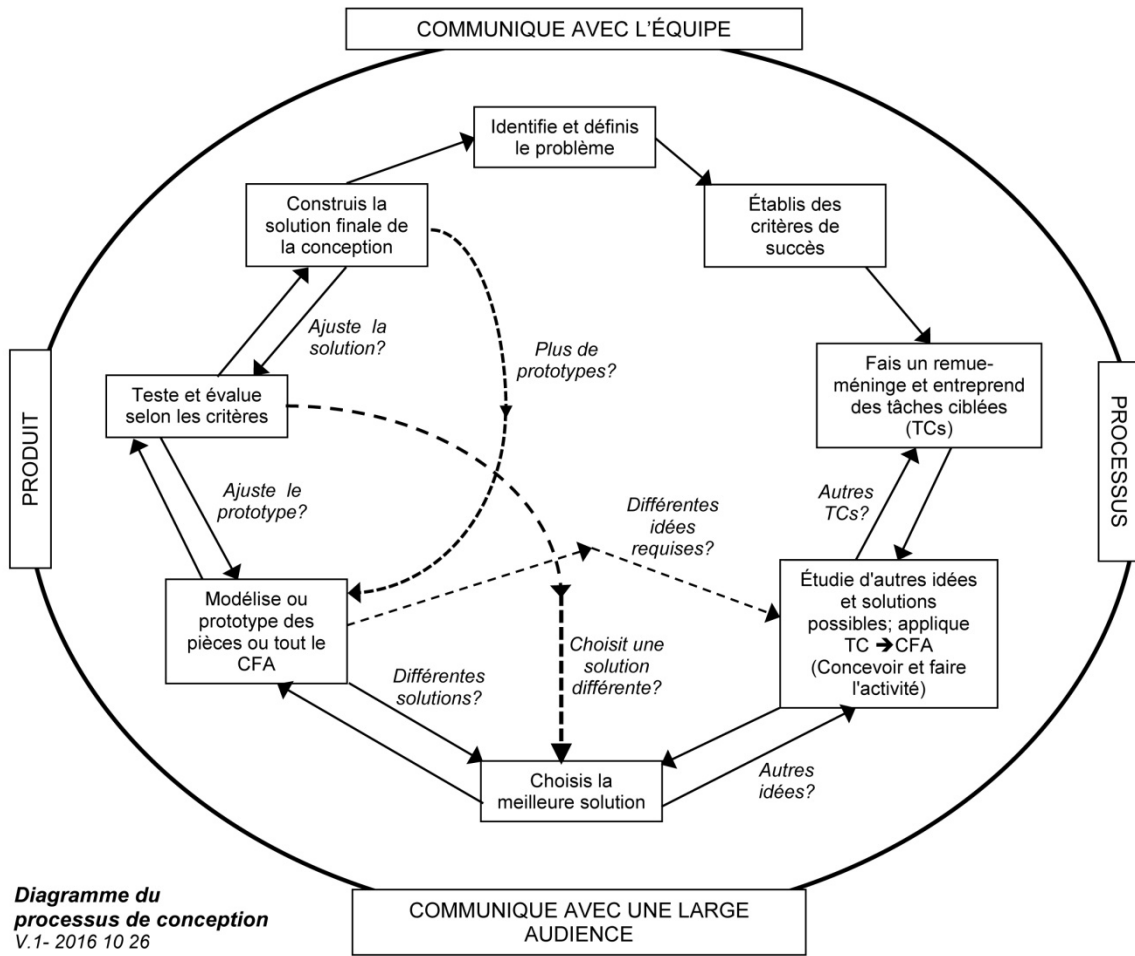 COMMUNIQUE AVEC L'ÉQUIPE
Identifie et définis
le problème
Établis des
critères de
succès
Fais un remue-
méninge et entreprend
des tâches ciblées
(TCs)
Autres
TCs?
Étudie d'autres idées
et solutions
possibles; applique
TC ➔CFA
(Concevoir et faire
l'activité)
Autres
idées?
Choisis la
meilleure solution
Différentes
solutions?
Choisit une
solution
différente?
Différentes
idées
requises?
Modélise ou
prototype des
pièces ou tout le
CFA
Ajuste le
prototype?
Teste et évalue
selon les critères
Ajuste la
solution?
Plus de
prototypes?
Construis la
solution finale de
la conception
PRODUIT
PROCESSUS
COMMUNIQUE AVEC UNE LARGE
AUDIENCE
Diagramme du
processus de conception
V.1- 2016 10 26